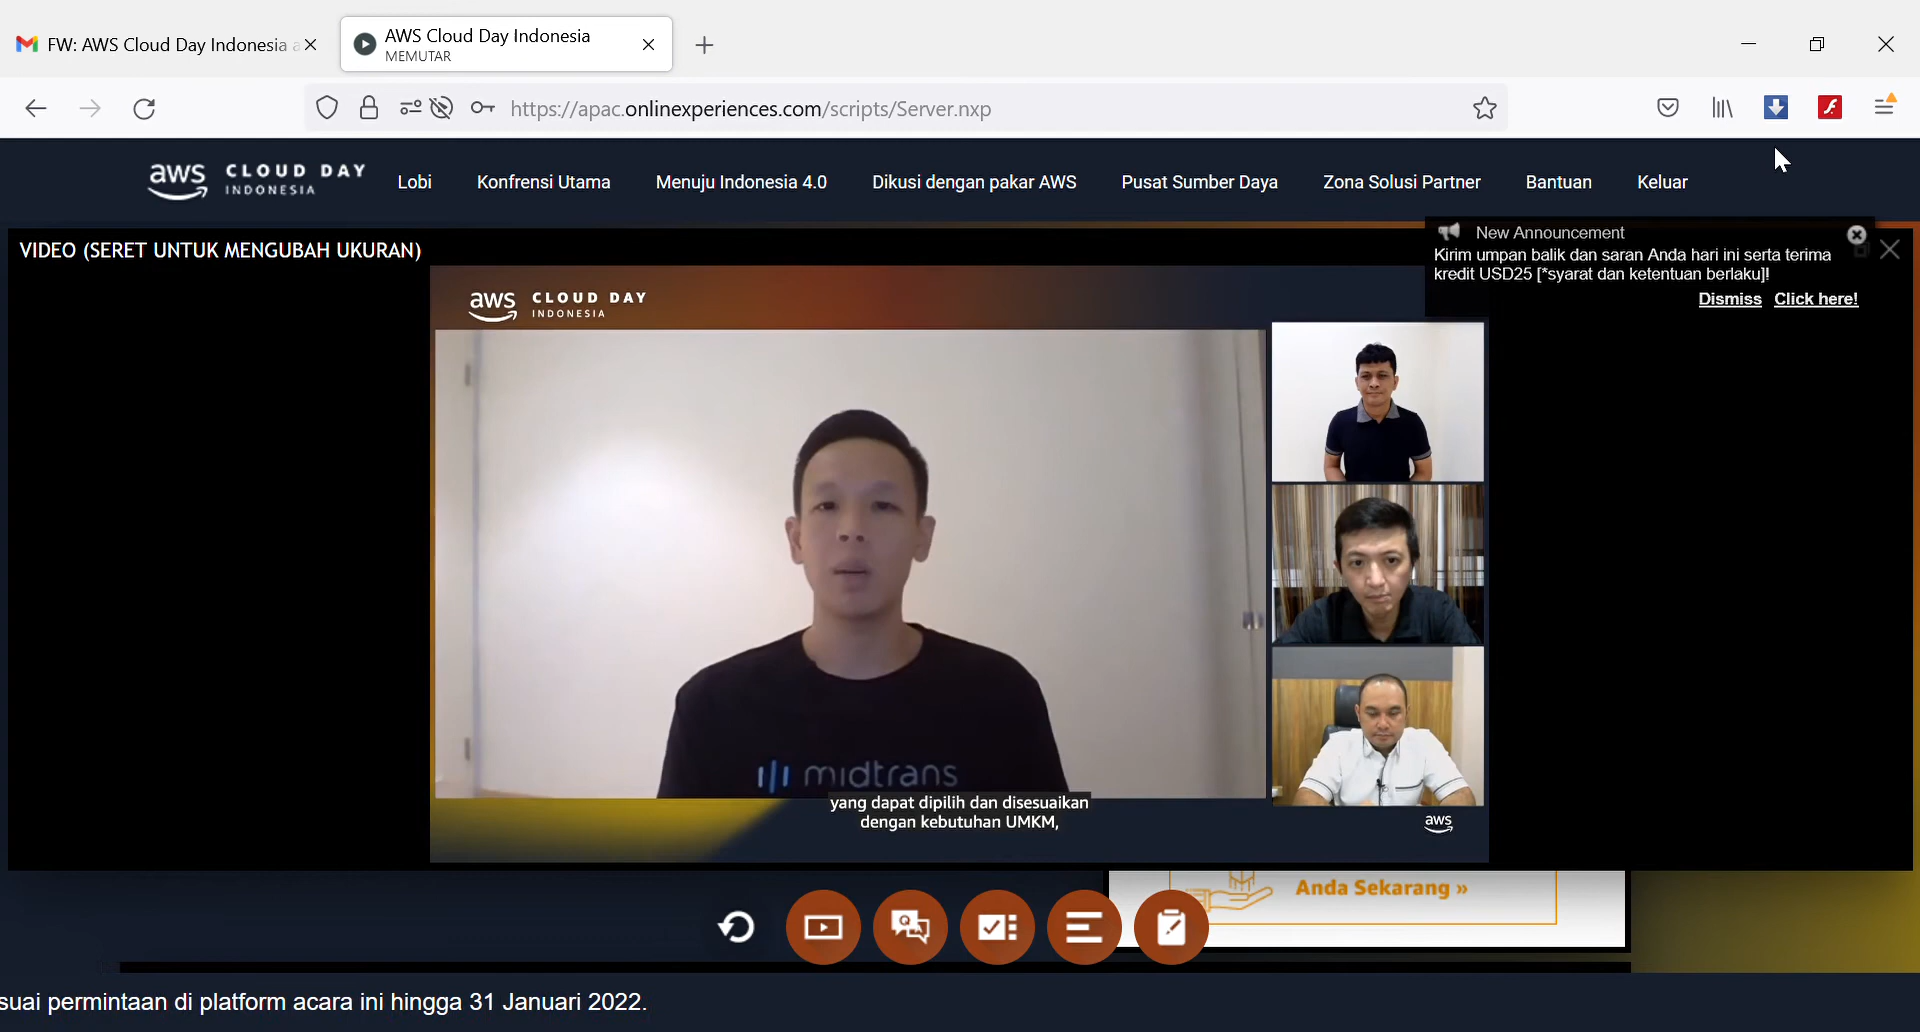 FW: AWS Cloud Day Indonesia a
AWS Cloud Day Indonesia
MEMUTAR
https://apac.onlinexperiences.com/scripts/Server.nxp
aws CLOUD DAY
INDONESIA
Lobi
Konfrensi Utama
Menuju Indonesia 4.0
Dikusi dengan pakar AWS
Pusat Sumber Daya
Zona Solusi Partner
Bantuan
Keluar
VIDEO (SERET UNTUK MENGUBAH UKURAN)
New Announcement
Kirim umpan balik dan saran Anda hari ini serta terima
kredit USD25 [*syarat dan ketentuan berlaku]!
Dismiss Click here!
aws CLOUD DAY
INDONESIA
midtrans
yang dapat dipilih dan disesuaikan
dengan kebutuhan UMKM,
aws
Anda Sekarang »
suai permintaan di platform acara ini hingga 31 Januari 2022.